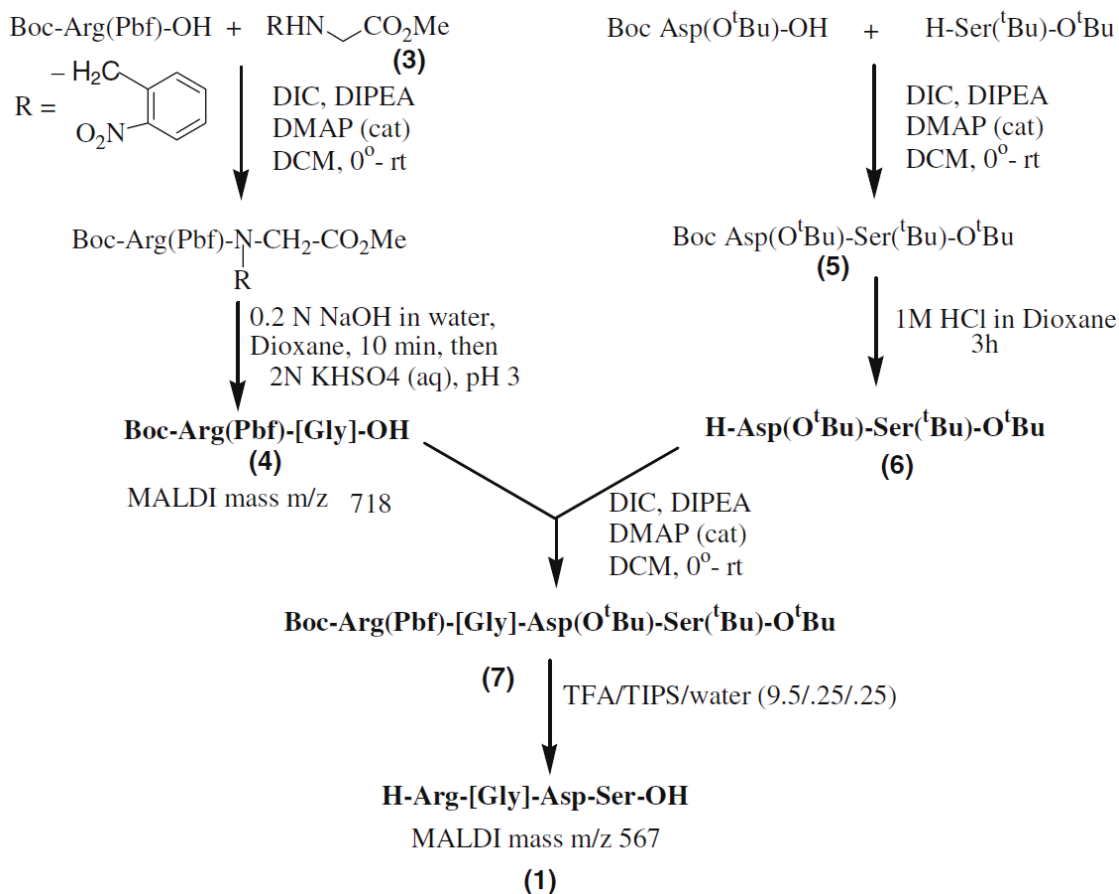 Boc-Arg(Pbf)-OH + RHN CO2Me
(3)
R = – H2C
O2N
DIC, DIPEA
DMAP (cat)
DCM, 0o- rt
Boc-Arg(Pbf)-N-CH2-CO2Me
R
0.2 N NaOH in water,
Dioxane, 10 min, then
2N KHSO4 (aq), pH 3
Boc-Arg(Pbf)-[Gly]-OH
(4)
MALDI mass m/z 718
Boc Asp(OtBu)-OH + H-Ser(tBu)-OtBu
DIC, DIPEA
DMAP (cat)
DCM, 0o- rt
Boc Asp(OtBu)-Ser(tBu)-OtBu
(5)
1M HCl in Dioxane
3h
H-Asp(OtBu)-Ser(tBu)-OtBu
(6)
DIC, DIPEA
DMAP (cat)
DCM, 0o- rt
Boc-Arg(Pbf)-[Gly]-Asp(OtBu)-Ser(tBu)-OtBu
(7)
TFA/TIPS/water (9.5/.25/.25)
H-Arg-[Gly]-Asp-Ser-OH
MALDI mass m/z 567
(1)